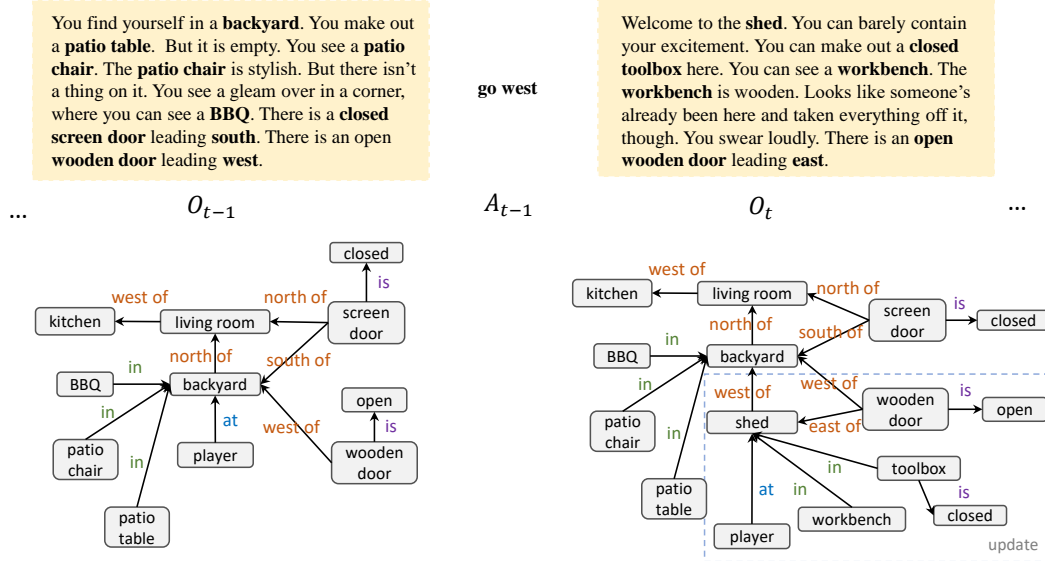 You find yourself in a backyard. You make out
a patio table. But it is empty. You see a patio
chair. The patio chair is stylish. But there isn't
a thing on it. You see a gleam over in a corner,
where you can see a BBQ. There is a closed
screen door leading south. There is an open
wooden door leading west.
go west
Welcome to the shed. You can barely contain
your excitement. You can make out a closed
toolbox here. You can see a workbench. The
workbench is wooden. Looks like someone's
already been here and taken everything off it,
though. You swear loudly. There is an open
wooden door leading east.
...
O_{t−1}
A_{t−1}
O_t
...
closed
is
west of
north of
kitchen
living room
screen
door
north of
south of
in
BBQ
backyard
open
in
at
west of
is
patio
chair
in
player
wooden
door
patio
table
west of
north of
kitchen
living room
screen
door
is
closed
north of
south of
in
BBQ
backyard
in
west of
west of
wooden
door
is
open
shed
east of
patio
chair
in
in
toolbox
patio
table
at
in
is
workbench
closed
player
update